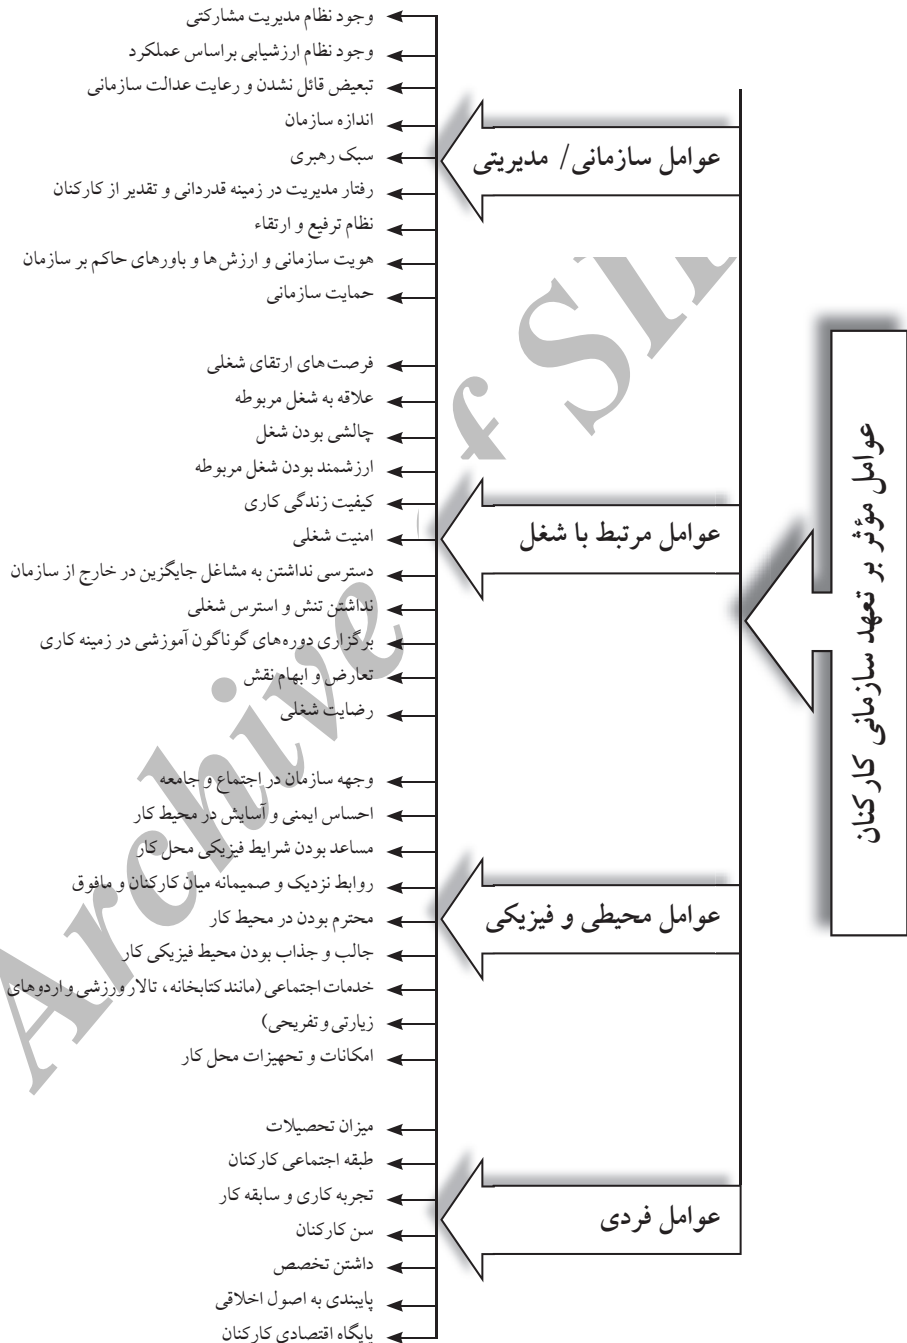 عوامل مؤثر بر تعهد سازمانی کارکنان
عوامل سازمانی/ مدیریتی
وجود نظام مدیریت مشارکتی
وجود نظام ارزشیابی براساس عملکرد
تبعیض قائل نشدن و رعایت عدالت سازمانی
اندازه سازمان
سبک رهبری
رفتار مدیریت در زمینه قدردانی و تقدیر از کارکنان
نظام ترفیع و ارتقاء
هویت سازمانی و ارزش‌ها و باورهای حاکم بر سازمان
حمایت سازمانی
عوامل مرتبط با شغل
فرصت‌های ارتقای شغلی
علاقه به شغل مربوطه
چالشی بودن شغل
ارزشمند بودن شغل مربوطه
کیفیت زندگی کاری
امنیت شغلی
دسترسی نداشتن به مشاغل جایگزین در خارج از سازمان
نداشتن تنش و استرس شغلی
برگزاری دوره‌های گوناگون آموزشی در زمینه کاری
تعارض و ابهام نقش
رضایت شغلی
عوامل محیطی و فیزیکی
وجهه سازمان در اجتماع و جامعه
احساس ایمنی و آسایش در محیط کار
مساعد بودن شرایط فیزیکی محل کار
روابط نزدیک و صمیمانه میان کارکنان و مافوق
محترم بودن در محیط کار
جالب و جذاب بودن محیط فیزیکی کار
خدمات اجتماعی (مانند کتابخانه، تالار ورزشی و اردوهای
زیارتی و تفریحی)
امکانات و تجهیزات محل کار
عوامل فردی
میزان تحصیلات
طبقه اجتماعی کارکنان
تجربه کاری و سابقه کار
سن کارکنان
داشتن تخصص
پایبندی به اصول اخلاقی
پایگاه اقتصادی کارکنان
Archive of SI